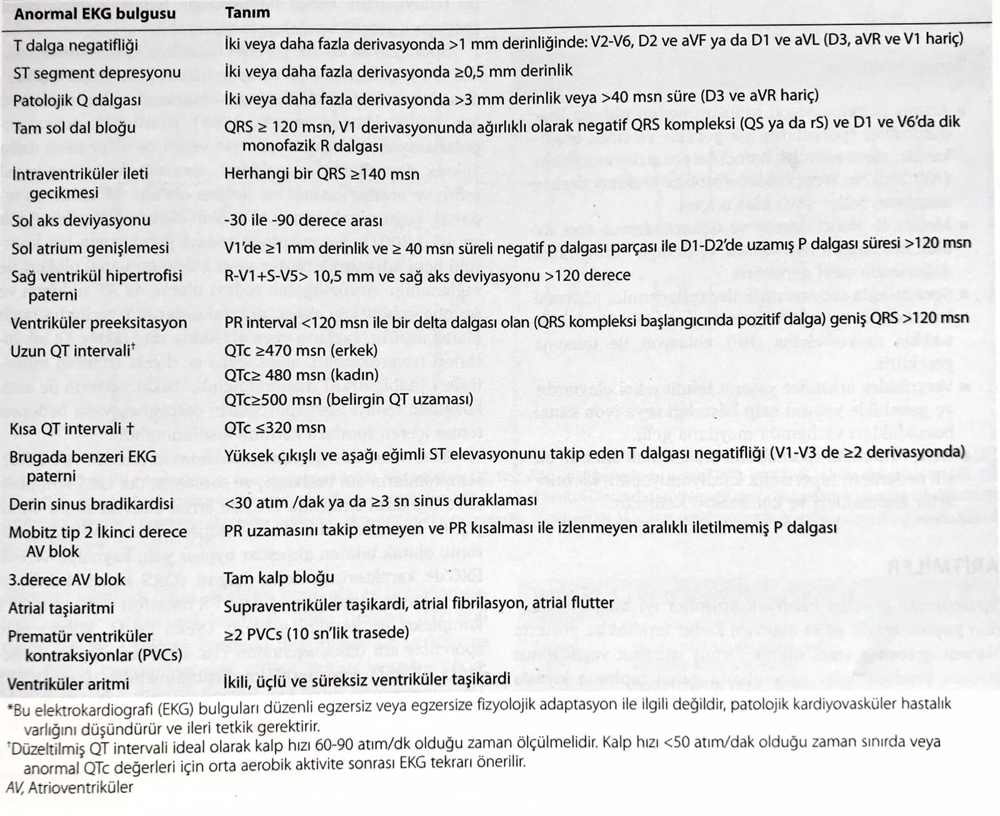 Anormal EKG bulgusu Tanım
T dalga negatifliği İki veya daha fazla derivasyonda >1 mm derinliğinde: V2-V6, D2 ve aVF ya da D1 ve aVL (D3, aVR ve V1 hariç)
ST segment depresyonu İki veya daha fazla derivasyonda ≥0,5 mm derinlik
Patolojik Q dalgası İki veya daha fazla derivasyonda >3 mm derinlik veya >40 msn süre (D3 ve aVR hariç)
Tam sol dal bloğu QRS ≥ 120 msn, V1 derivasyonunda ağırlıklı olarak negatif QRS kompleksi (QS ya da rS) ve D1 ve V6'da dik
monofazik R dalgası
İntraventriküler ileti Herhangi bir QRS ≥140 msn
gecikmesi
Sol aks deviyasyonu -30 ile -90 derece arası
Sol atrium genişlemesi V1'de ≥1 mm derinlik ve ≥ 40 msn süreli negatif p dalgası parçası ile D1-D2'de uzamış P dalgası süresi >120 msn
Sağ ventrikül hipertrofisi R-V1+S-V5> 10,5 mm ve sağ aks deviyasyonu >120 derece
paterni
Ventriküler preeksitasyon PR interval <120 msn ile bir delta dalgası olan (QRS kompleksi başlangıcında pozitif dalga) geniş QRS >120 msn
Uzun QT intervali† QTc ≥470 msn (erkek)
QTc≥ 480 msn (kadın)
QTc≥500 msn (belirgin QT uzaması)
Kısa QT intervali † QTc ≤320 msn
Brugada benzeri EKG Yüksek çıkışlı ve aşağı eğimli ST elevasyonunu takip eden T dalgası negatifliği (V1-V3 de ≥2 derivasyonda)
paterni
Derin sinus bradikardisi <30 atım /dak ya da ≥3 sn sinus duraklaması
Mobitz tip 2 İkinci derece PR uzamasını takip etmeyen ve PR kısalması ile izlenmeyen aralıklı iletilmemiş P dalgası
AV blok
3.derece AV blok Tam kalp bloğu
Atrial taşiaritmi Supraventriküler taşikardi, atrial fibrilasyon, atrial flutter
Prematür ventriküler ≥2 PVCs (10 sn'lik trasede)
kontraksiyonlar (PVCs)
Ventriküler aritmi İkili, üçlü ve süreksiz ventriküler taşikardi
*Bu elektrokardiyografi (EKG) bulguları düzenli egzersiz veya egzersize fizyolojik adaptasyon ile ilgili değildir, patolojik kardiyovasküler hastalık
varlığını düşündürür ve ileri tetkik gerektirir.
†Düzeltilmiş QT intervali ideal olarak kalp hızı 60-90 atım/dk olduğu zaman ölçülmelidir. Kalp hızı <50 atım/dak olduğu zaman sınırda veya
anormal QTc değerleri için orta aerobik aktivite sonrası EKG tekrarı önerilir.
AV, Atrioventriküler